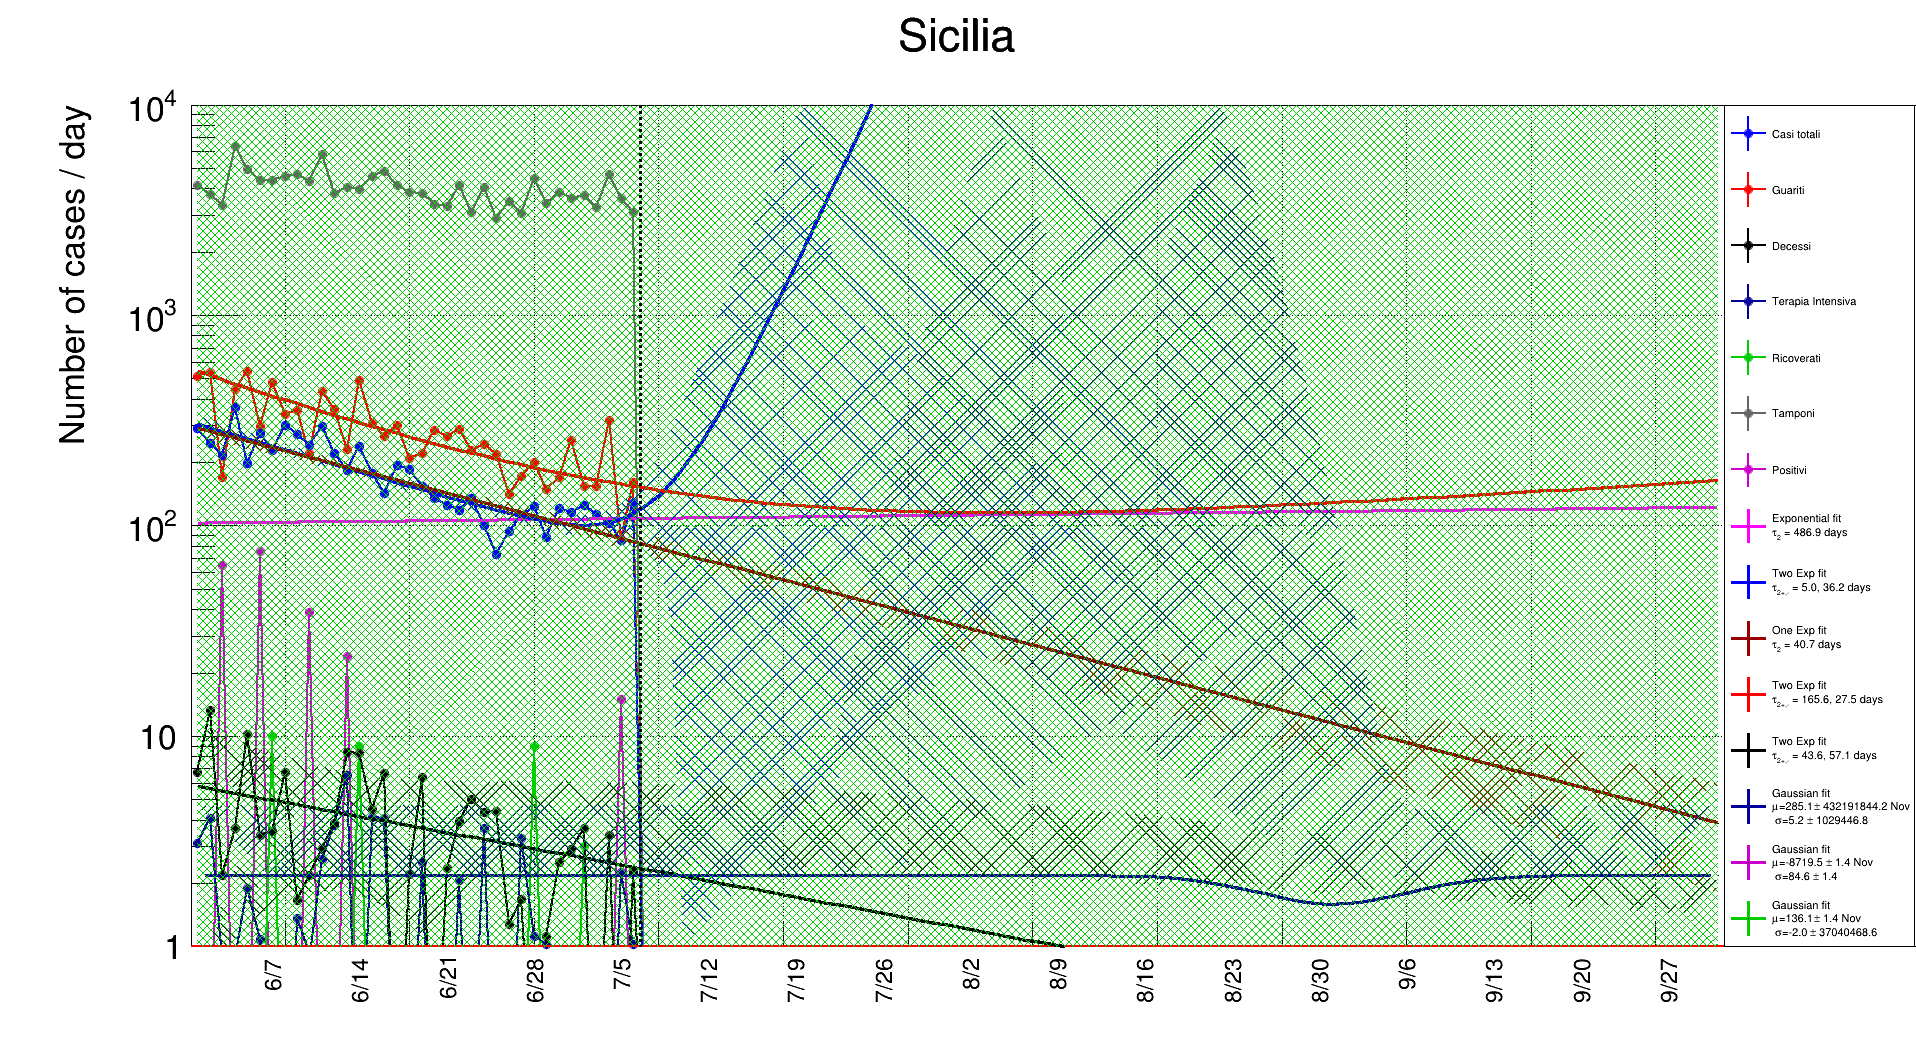 Sicilia
Number of cases / day
10⁴
10³
10²
10
1
6/7
6/14
6/21
6/28
7/5
7/12
7/19
7/26
8/2
8/9
8/16
8/23
8/30
9/6
9/13
9/20
9/27
Casi totali
Guariti
Decessi
Terapia Intensiva
Ricoverati
Tamponi
Positivi
Exponential fit
τ₂ = 486.9 days
Two Exp fit
τ₂₊,₋ = 5.0, 36.2 days
One Exp fit
τ₂ = 40.7 days
Two Exp fit
τ₂₊,₋ = 165.6, 27.5 days
Two Exp fit
τ₂₊,₋ = 43.6, 57.1 days
Gaussian fit
μ=285.1± 432191844.2 Nov
σ=5.2 ± 1029446.8
Gaussian fit
μ=-8719.5 ± 1.4 Nov
σ=84.6 ± 1.4
Gaussian fit
μ=136.1± 1.4 Nov
σ=-2.0 ± 37040468.6